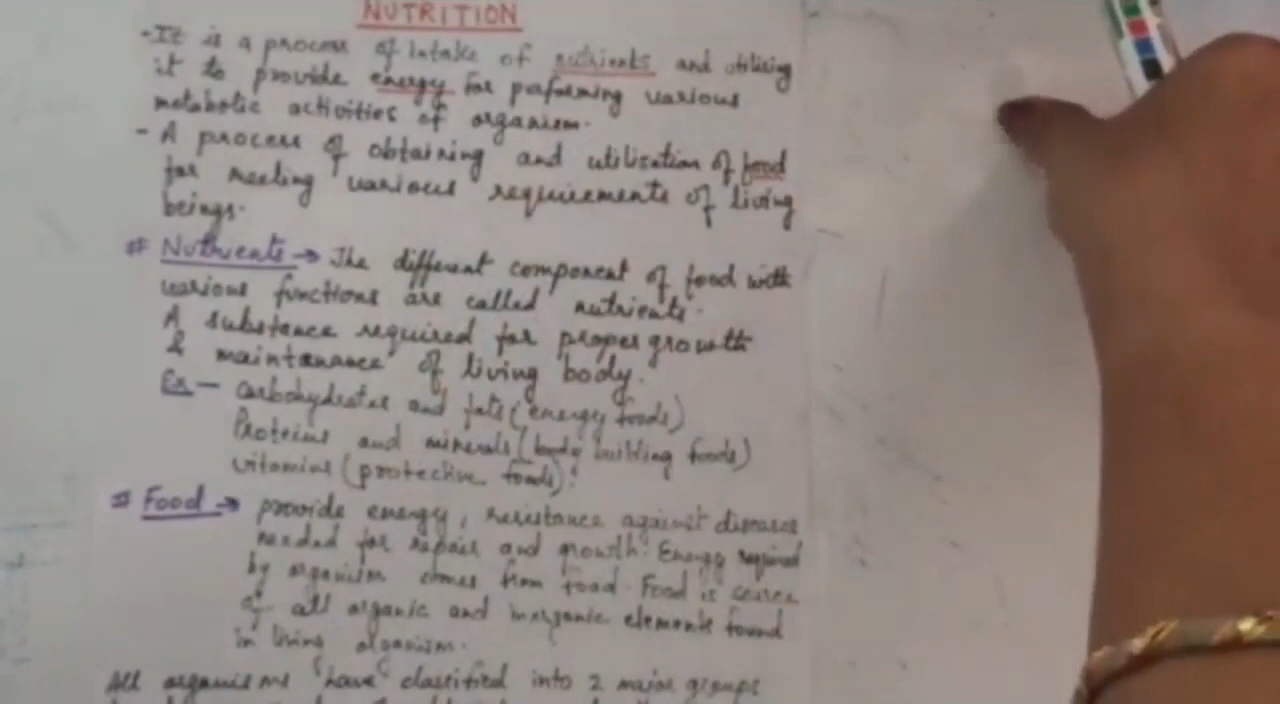 NUTRITION
- It is a process of Intake of nutrients and utilising
it to provide energy for performing various
metabolic activities of organism.
- A process of obtaining and utilisation of food
for meeting various requirements of living
beings.
# Nutrients → The different component of food with
various functions are called nutrients.
A substance required for proper growth
& maintanance of living body.
Ex - Carbohydrates and fats (energy foods)
Proteins and minerals (body building foods)
vitamins (protective foods).
# Food → provide energy, resistance against diseases
needed for repair and growth. Energy required
by organism comes from food. Food is source
of all organic and inorganic elements found
in living organism.
All organisms have classified into 2 major groups